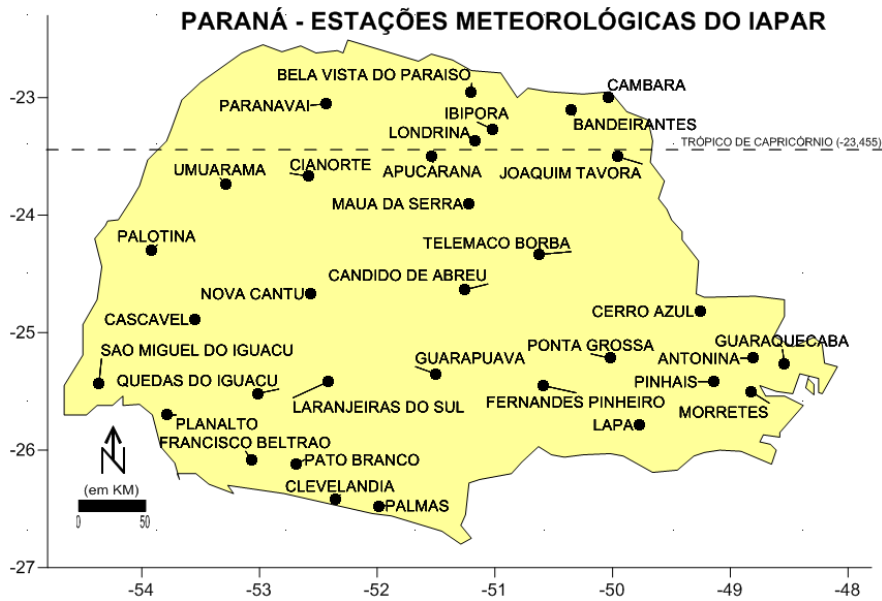 PARANÁ - ESTAÇÕES METEOROLÓGICAS DO IAPAR
BELA VISTA DO PARAISO
CAMBARA
-23
PARANAVAI
IBIPORA
BANDEIRANTES
LONDRINA
TRÓPICO DE CAPRICÓRNIO (-23,455)
UMUARAMA
CIANORTE
APUCARANA
JOAQUIM TAVORA
MAUA DA SERRA
-24
PALOTINA
TELEMACO BORBA
CANDIDO DE ABREU
NOVA CANTU
CASCAVEL
CERRO AZUL
-25
SAO MIGUEL DO IGUACU
GUARAPUAVA
PONTA GROSSA
GUARAQUECABA
ANTONINA
QUEDAS DO IGUACU
PINHAIS
LARANJEIRAS DO SUL
FERNANDES PINHEIRO
MORRETES
PLANALTO
LAPA
FRANCISCO BELTRAO
-26
PATO BRANCO
N
(em KM)
CLEVELANDIA
PALMAS
0 50
-27
-54 -53 -52 -51 -50 -49 -48